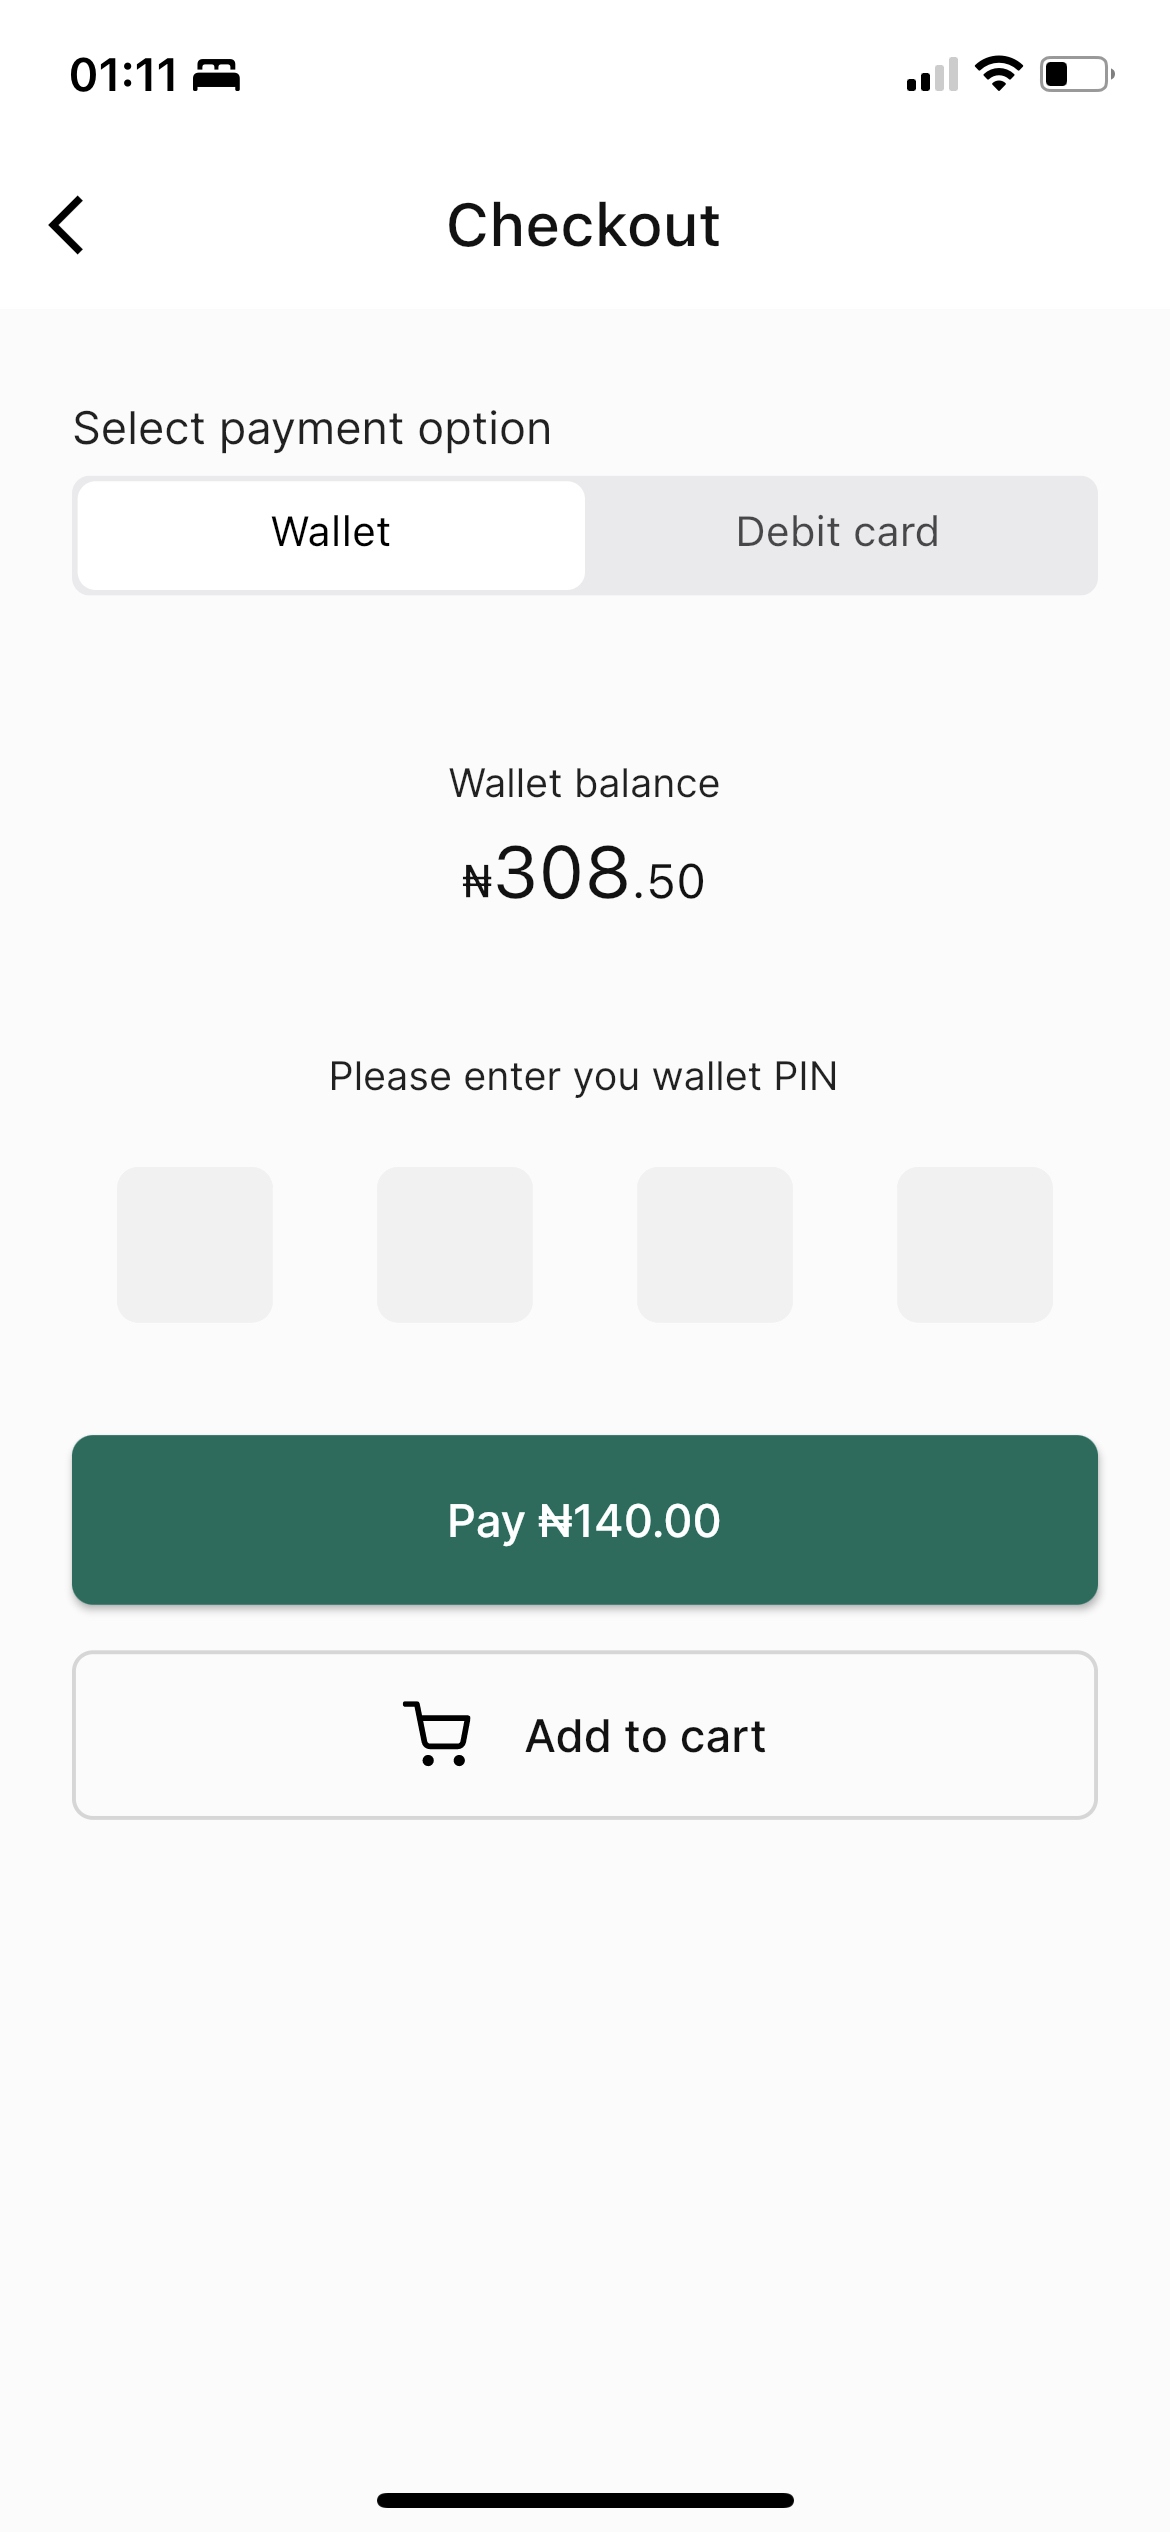 01:11
Checkout
Select payment option
Wallet Debit card
Wallet balance
₦308.50
Please enter you wallet PIN
Pay ₦140.00
Add to cart